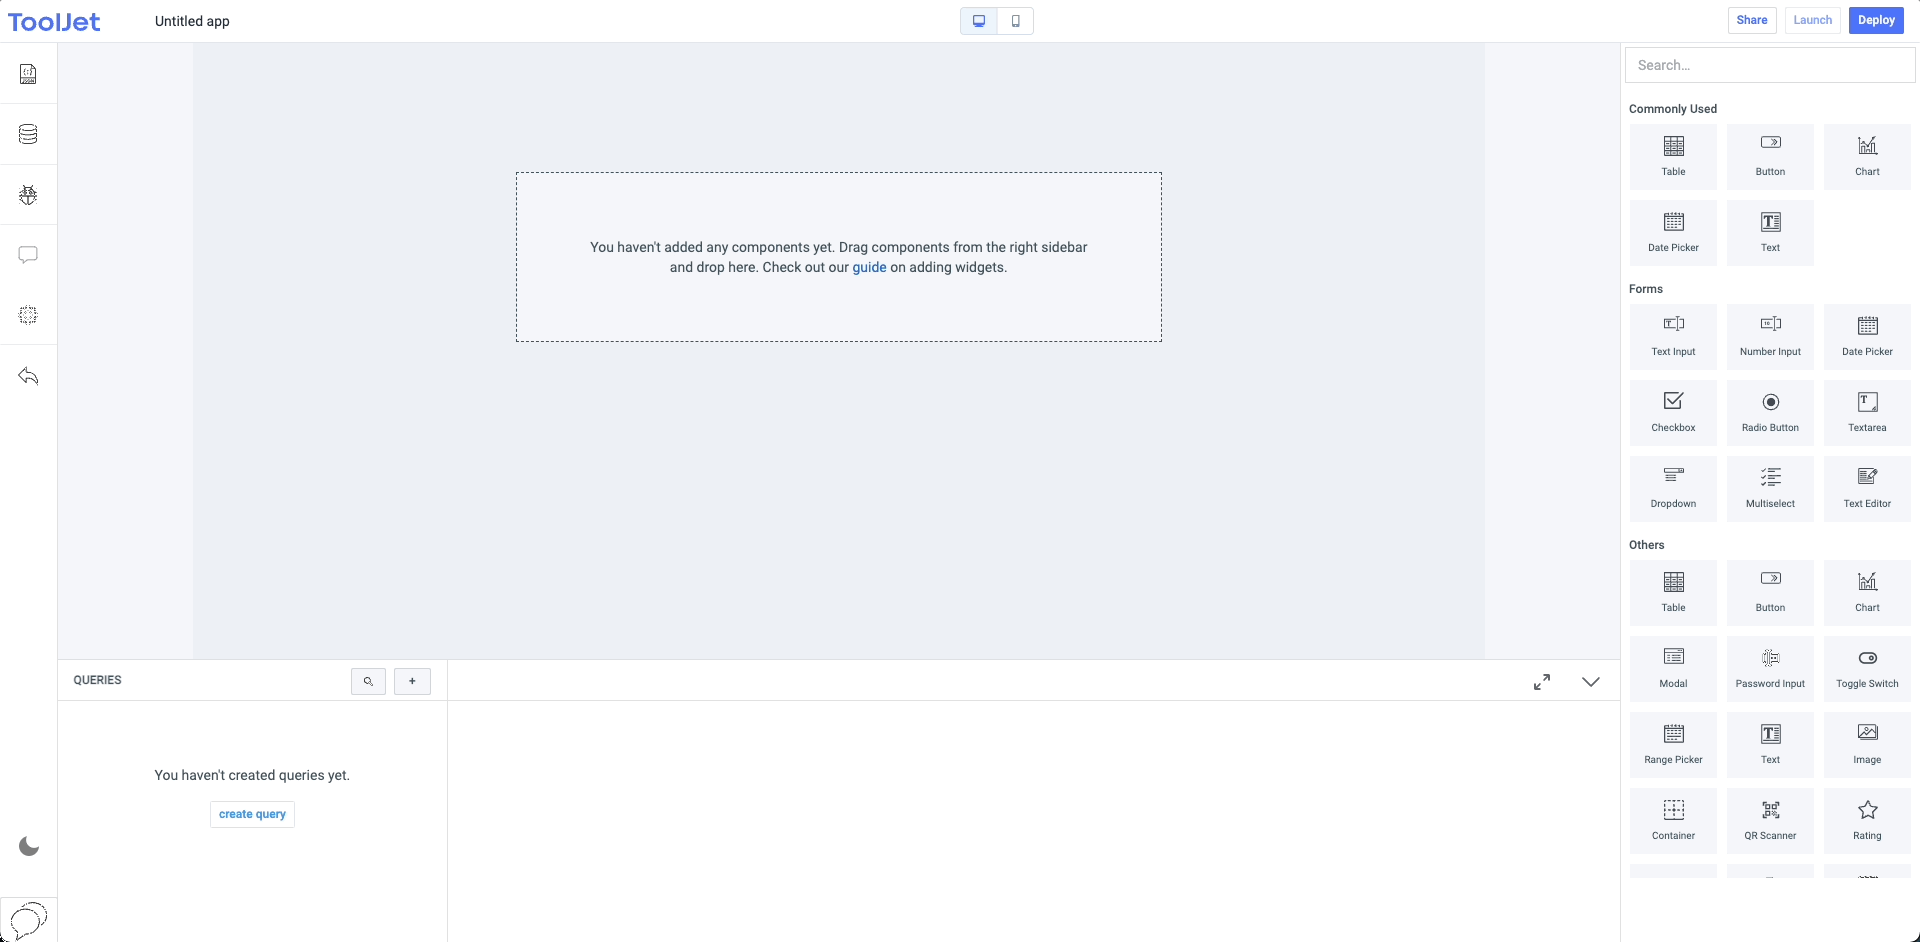 ToolJet
Untitled app
Share
Launch
Deploy
Search...
Commonly Used
Table
Button
Chart
Date Picker
Text
Forms
Text Input
Number Input
Date Picker
Checkbox
Radio Button
Textarea
Dropdown
Multiselect
Text Editor
Others
Table
Button
Chart
Modal
Password Input
Toggle Switch
Range Picker
Text
Image
Container
QR Scanner
Rating
You haven't added any components yet. Drag components from the right sidebar
and drop here. Check out our guide on adding widgets.
QUERIES
+
You haven't created queries yet.
create query